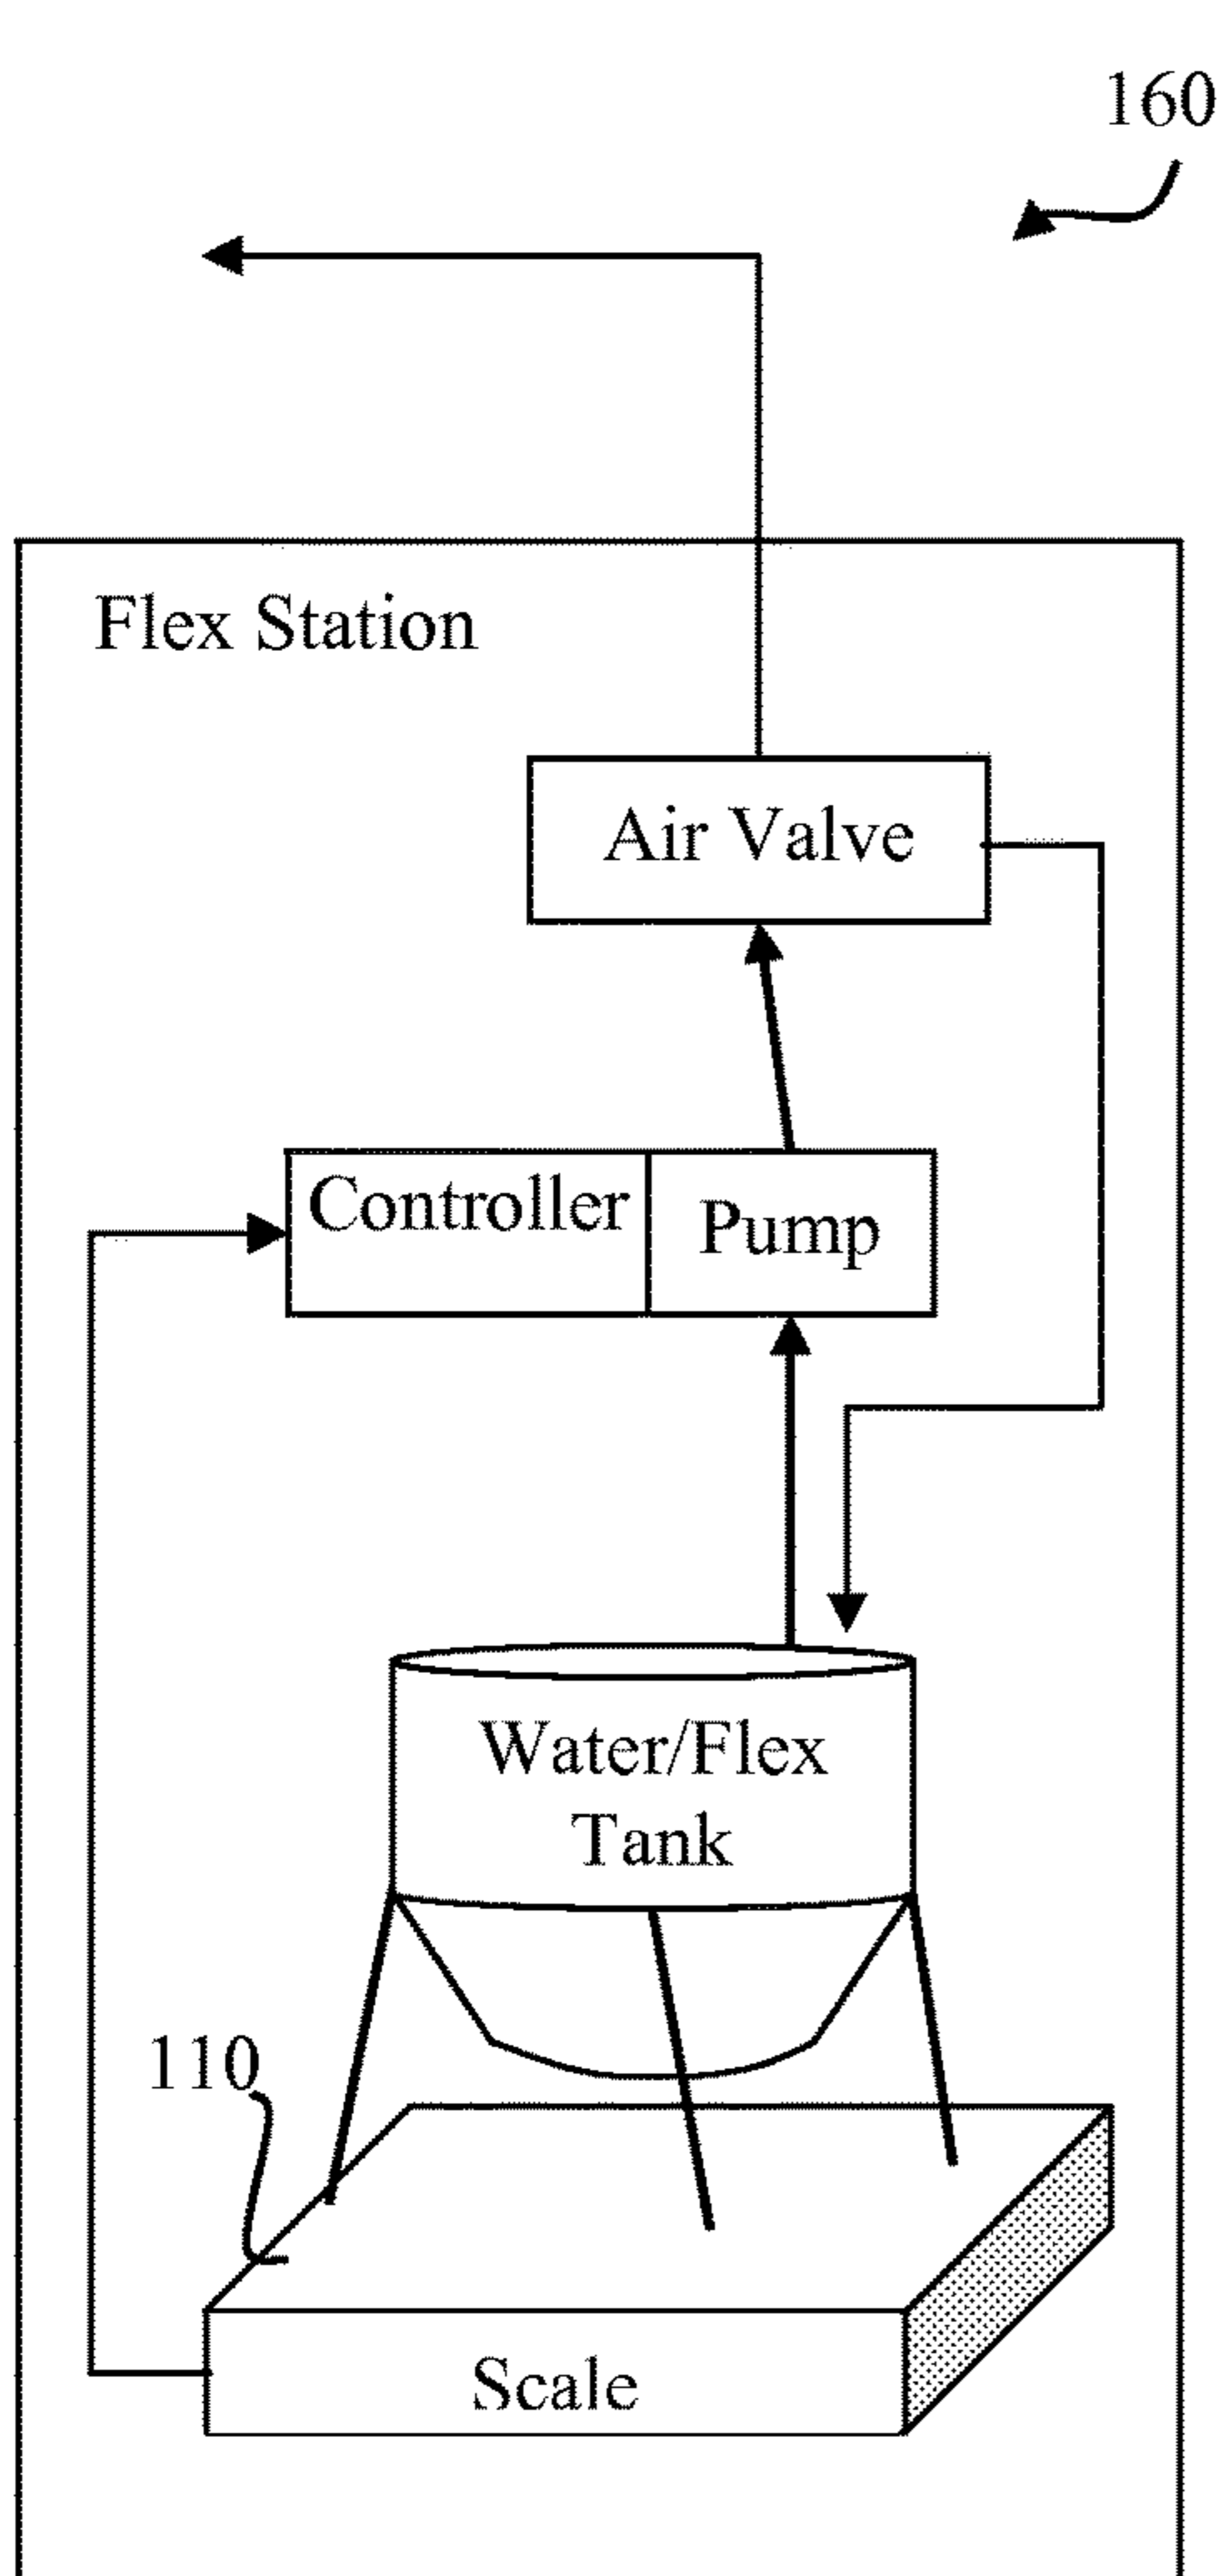 160
Flex Station
Air Valve
Controller
Pump
Water/Flex
Tank
110
Scale